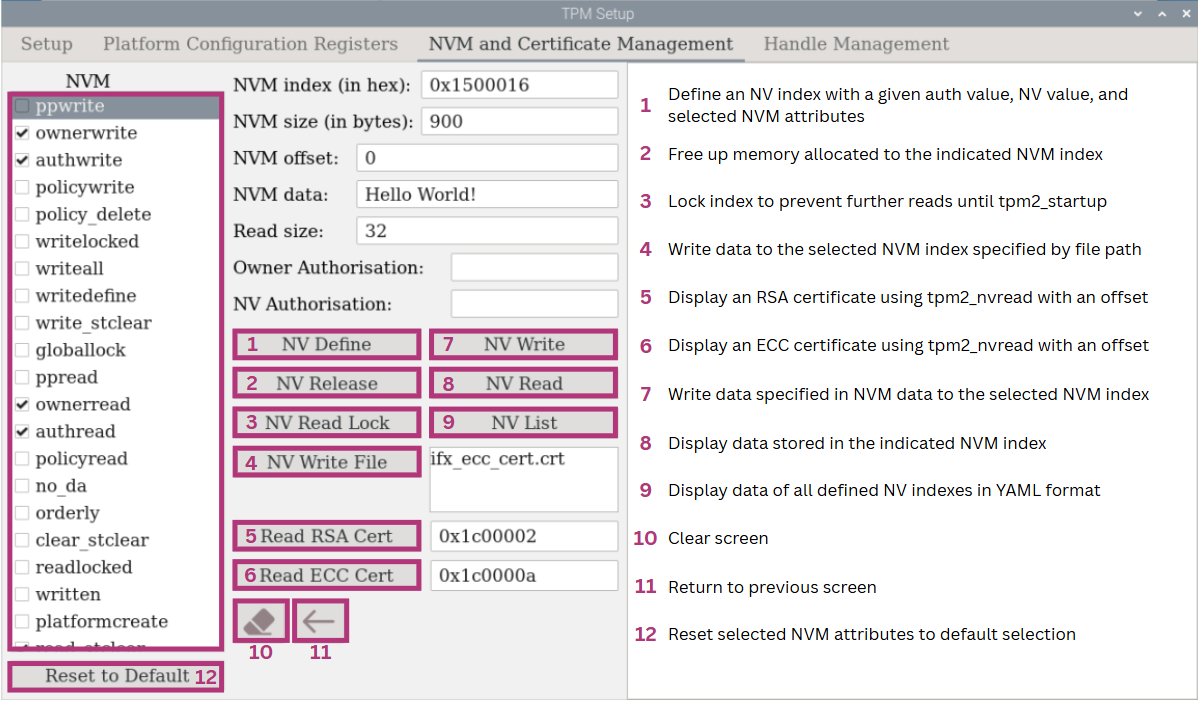 TPM Setup
Setup
Platform Configuration Registers
NVM and Certificate Management
Handle Management
NVM
ppwrite
ownerwrite
authwrite
policywrite
policy_delete
writelocked
writeall
writedefine
write_stclear
globallock
ppread
ownerread
authread
policyread
no_da
orderly
clear_stclear
readlocked
written
platformcreate
read_stclear
Reset to Default 12
NVM index (in hex): 0x1500016
NVM size (in bytes): 900
NVM offset: 0
NVM data: Hello World!
Read size: 32
Owner Authorisation:
NV Authorisation:
1 NV Define
7 NV Write
2 NV Release
8 NV Read
3 NV Read Lock
9 NV List
4 NV Write File
ifx_ecc_cert.crt
5 Read RSA Cert
0x1c00002
6 Read ECC Cert
0x1c0000a
10
11
1 Define an NV index with a given auth value, NV value, and
selected NVM attributes
2 Free up memory allocated to the indicated NVM index
3 Lock index to prevent further reads until tpm2_startup
4 Write data to the selected NVM index specified by file path
5 Display an RSA certificate using tpm2_nvread with an offset
6 Display an ECC certificate using tpm2_nvread with an offset
7 Write data specified in NVM data to the selected NVM index
8 Display data stored in the indicated NVM index
9 Display data of all defined NV indexes in YAML format
10 Clear screen
11 Return to previous screen
12 Reset selected NVM attributes to default selection